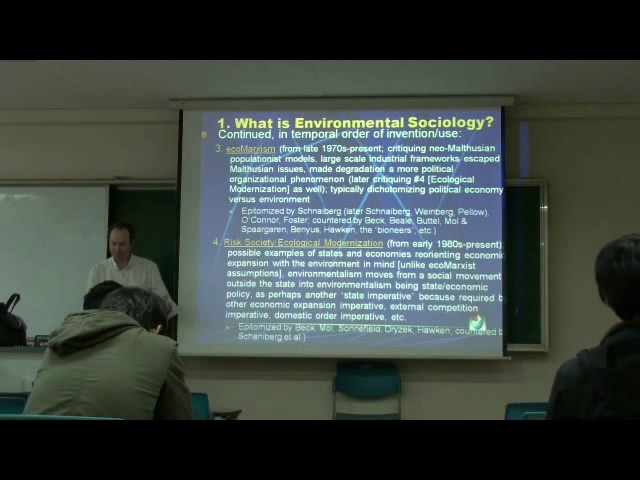 1. What is Environmental Sociology?
Continued, in temporal order of invention/use:
3. ecoMarxism (from late 1970s-present; critiquing neo-Malthusian
populationist models, large scale industrial frameworks escaped
Malthusian issues, made degradation a more political
organizational phenomenon (later critiquing #4 [Ecological
Modernization] as well); typically dichotomizing political economy
versus environment
Epitomized by Schnaiberg (later Schnaiberg, Weinberg, Pellow),
O'Connor, Foster; countered by Beck, Beale, Buttel, Mol &
Spaargaren, Benyus, Hawken, the 'bioneers', etc.)
4. Risk Society/Ecological Modernization (from early 1980s-present):
possible examples of states and economies reorienting economic
expansion with the environment in mind [unlike ecoMarxist
assumptions], environmentalism moves from a social movement
outside the state into environmentalism being state/economic
policy, as perhaps another 'state imperative' because required by
other economic expansion imperative, external competition
imperative, domestic order imperative, etc.
Epitomized by Beck, Mol, Sonnefield, Dryzek, Hawken, countered by
Schaniberg et al.)